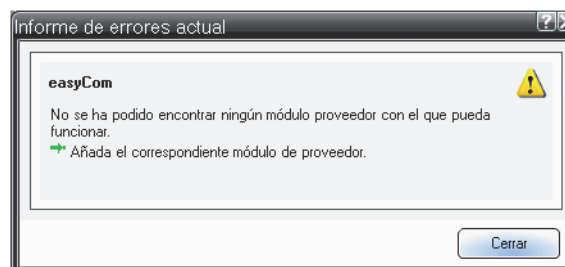 Informe de errores actual
easyCom
No se ha podido encontrar ningún módulo proveedor con el que pueda
funcionar.
Añada el correspondiente módulo de proveedor.
Cerrar